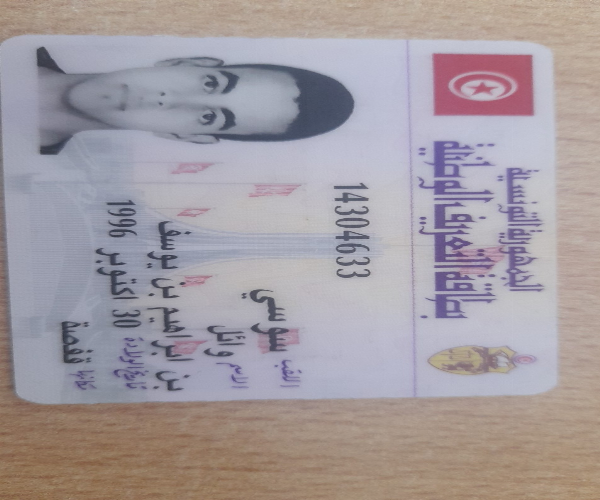 الجمهورية التونسية
بطاقة التعريف الوطنية
14304633
اللقب سوسي
الاسم وائل
بن ابراهيم بن يوسف
تاريخ الولادة 30 اكتوبر 1996
مكانها قفصة